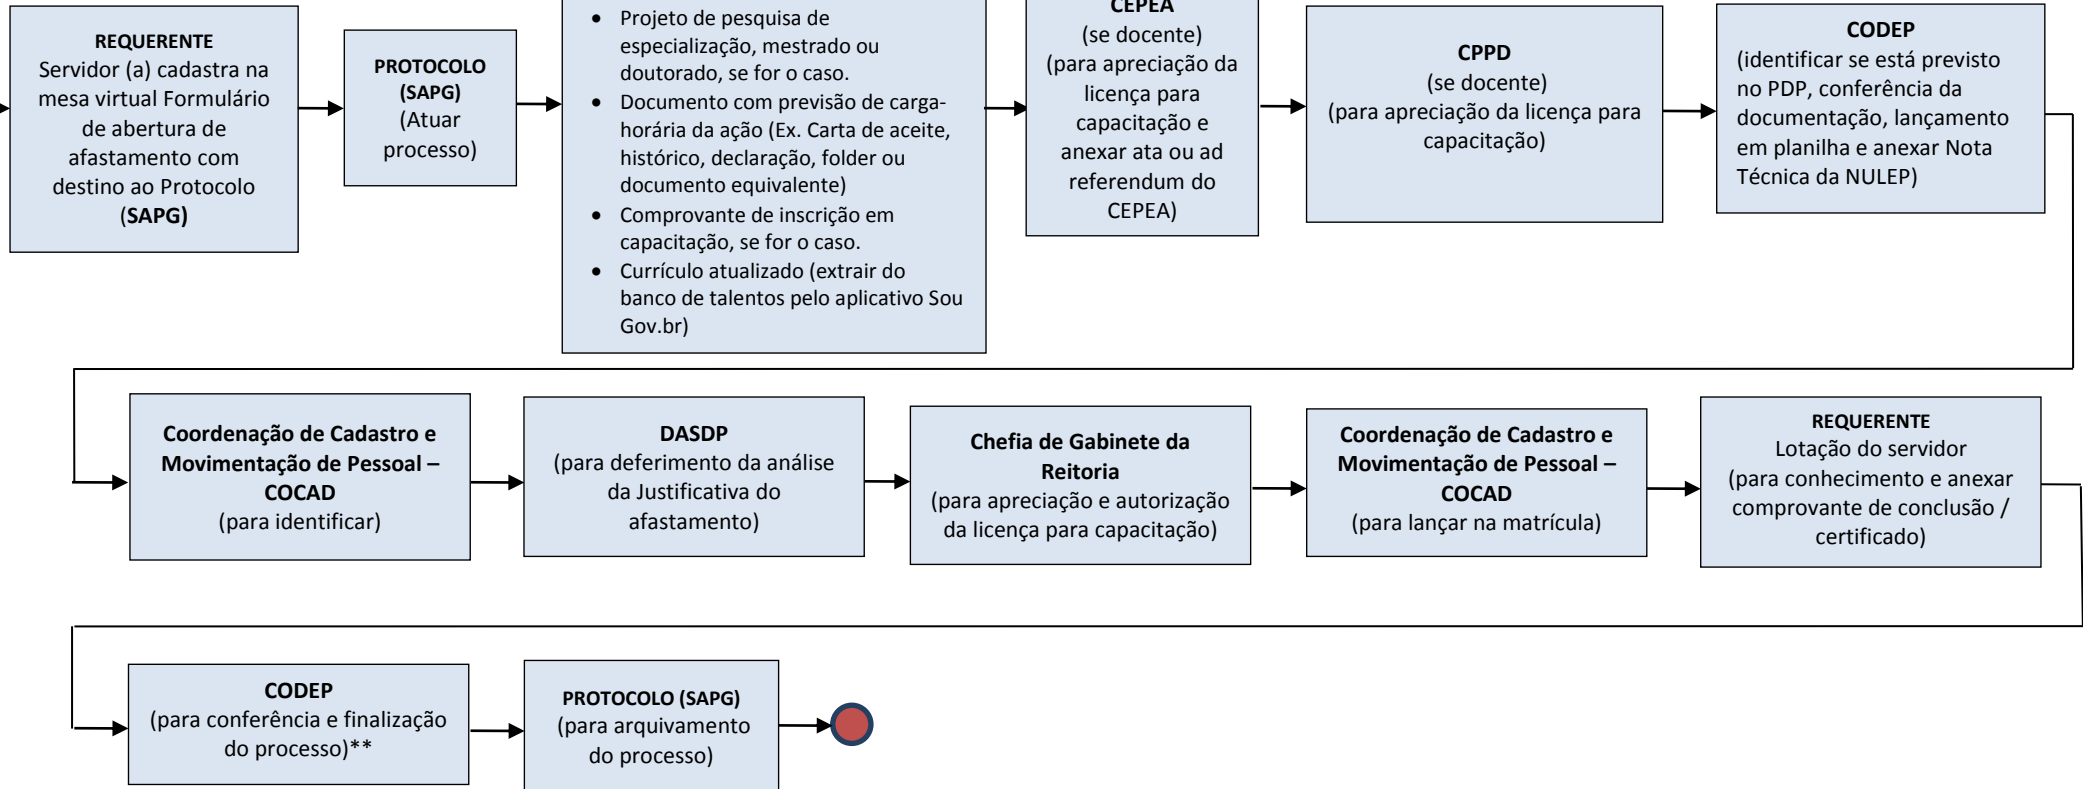 REQUERENTE
Servidor (a) cadastra na
mesa virtual Formulário
de abertura de
afastamento com
destino ao Protocolo
(SAPG)
PROTOCOLO
(SAPG)
(Atuar
processo)
• Projeto de pesquisa de
especialização, mestrado ou
doutorado, se for o caso.
• Documento com previsão de carga-
horária da ação (Ex. Carta de aceite,
histórico, declaração, folder ou
documento equivalente)
• Comprovante de inscrição em
capacitação, se for o caso.
• Currículo atualizado (extrair do
banco de talentos pelo aplicativo Sou
Gov.br)
CEPEA
(se docente)
(para apreciação da
licença para
capacitação e
anexar ata ou ad
referendum do
CEPEA)
CPPD
(se docente)
(para apreciação da licença para
capacitação)
CODEP
(identificar se está previsto
no PDP, conferência da
documentação, lançamento
em planilha e anexar Nota
Técnica da NULEP)
Coordenação de Cadastro e
Movimentação de Pessoal –
COCAD
(para identificar)
DASDP
(para deferimento da análise
da Justificativa do
afastamento)
Chefia de Gabinete da
Reitoria
(para apreciação e autorização
da licença para capacitação)
Coordenação de Cadastro e
Movimentação de Pessoal –
COCAD
(para lançar na matrícula)
REQUERENTE
Lotação do servidor
(para conhecimento e anexar
comprovante de conclusão /
certificado)
CODEP
(para conferência e finalização
do processo)**
PROTOCOLO (SAPG)
(para arquivamento
do processo)